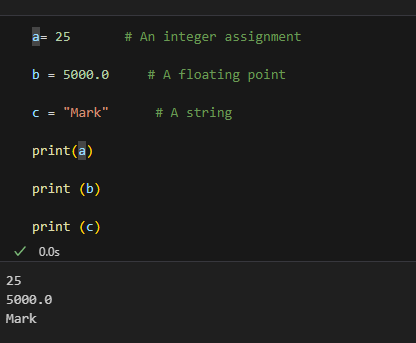 a= 25       # An integer assignment
b = 5000.0     # A floating point
c = "Mark"      # A string
print(a)
print (b)
print (c)
✓ 0.0s
25
5000.0
Mark